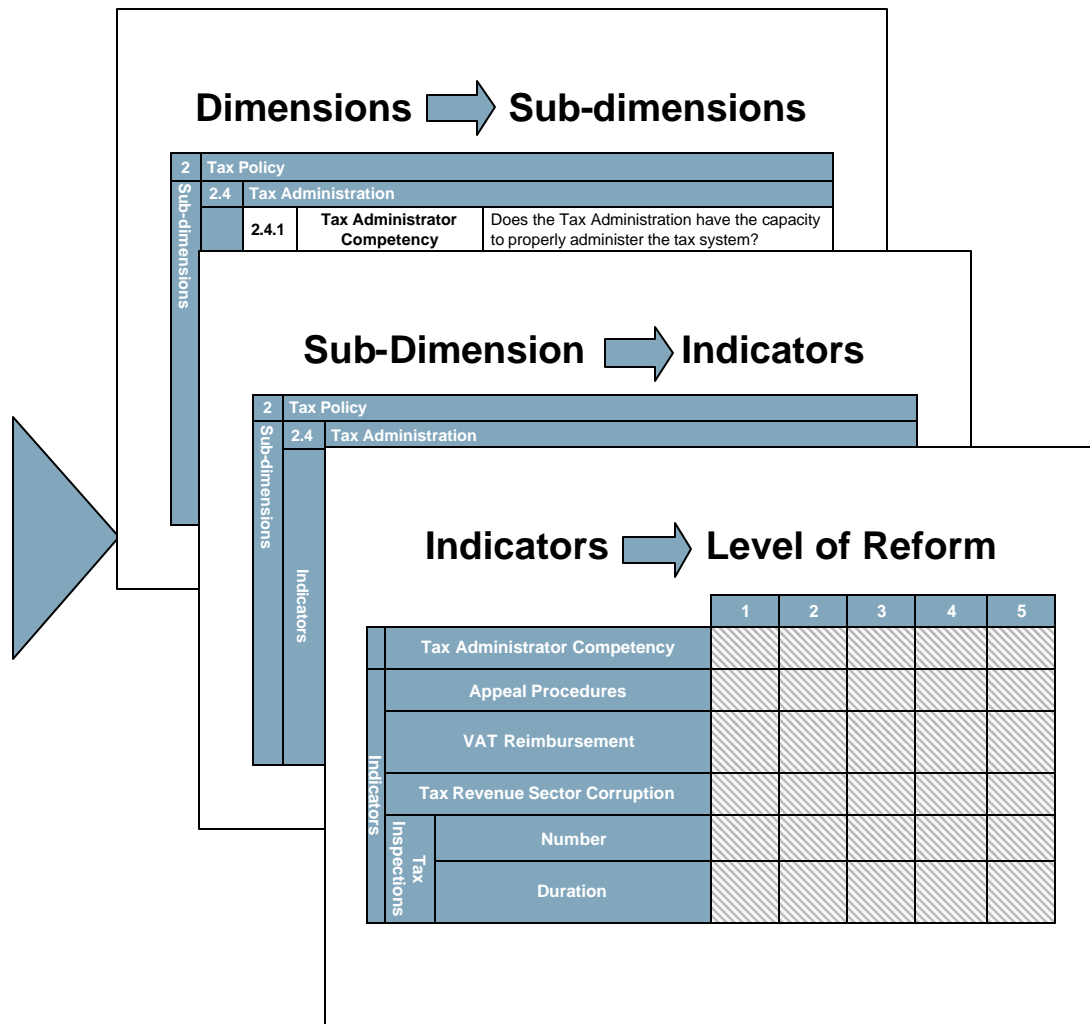 Dimensions Sub-dimensions
2 Tax Policy
Sub-dimensions
2.4 Tax Administration
2.4.1 Tax Administrator Competency Does the Tax Administration have the capacity to properly administer the tax system?
Sub-Dimension Indicators
2 Tax Policy
Sub-dimensions
2.4 Tax Administration
Indicators
Indicators Level of Reform
1 2 3 4 5
Indicators
Tax Administrator Competency
Appeal Procedures
VAT Reimbursement
Tax Revenue Sector Corruption
Tax Inspections
Number
Duration